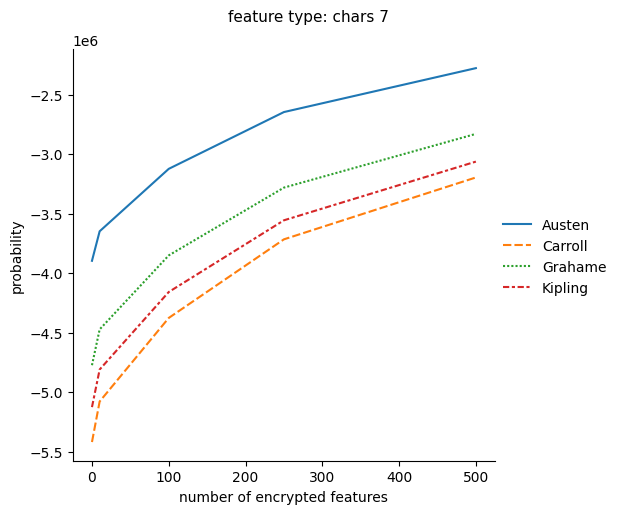 feature type: chars 7
1e6
−2.5
−3.0
−3.5
−4.0
−4.5
−5.0
−5.5
probability
0
100
200
300
400
500
number of encrypted features
Austen
Carroll
Grahame
Kipling